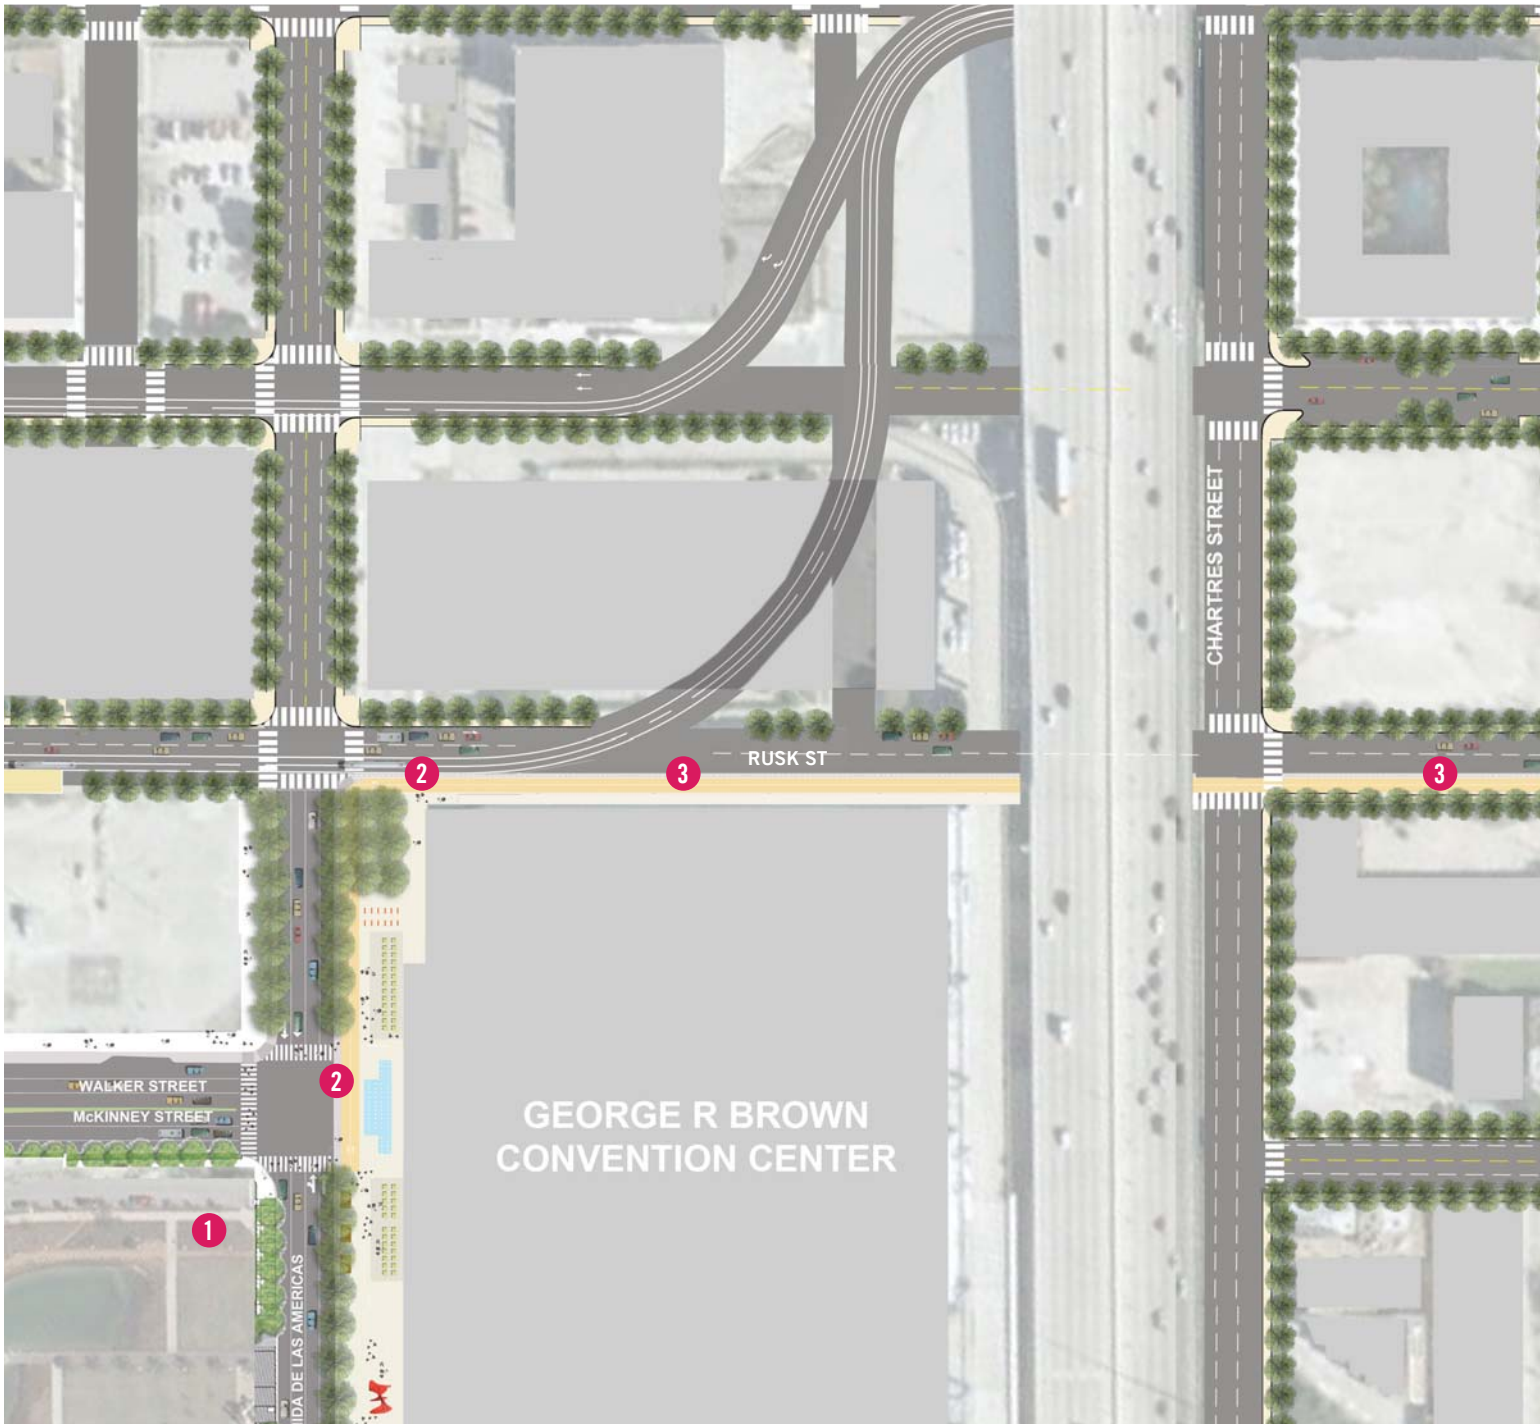 CHARTRES STREET
RUSK ST
2
3
3
2
WALKER STREET
McKINNEY STREET
GEORGE R BROWN
CONVENTION CENTER
1
DE LAS AMERICAS